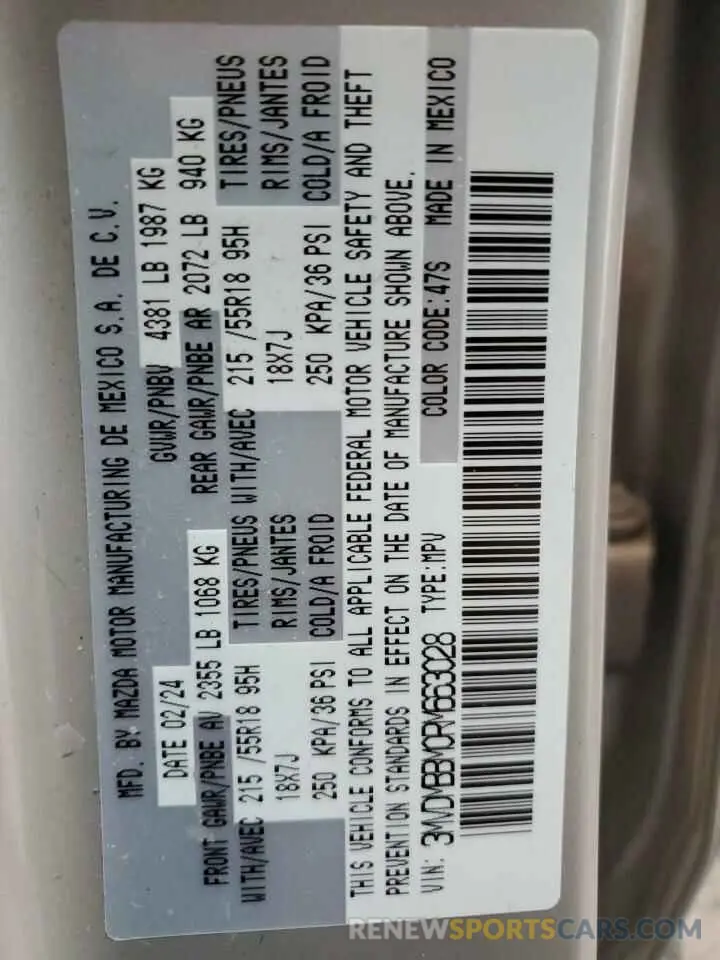 MFD. BY MAZDA MOTOR MANUFACTURING DE MEXICO S.A. DE C.V.
DATE 02/24 GVWR/PNBV 4381 LB 1987 KG
FRONT GAWR/PNBE AV 2355 LB 1068 KG REAR GAWR/PNBE AR 2072 LB 940 KG
WITH/AVEC 215 /55R18 95H TIRES/PNEUS WITH/AVEC 215 /55R18 95H TIRES/PNEUS
18X7J RIMS/JANTES 18X7J RIMS/JANTES
250 KPA/36 PSI COLD/A FROID 250 KPA/36 PSI COLD/A FROID
THIS VEHICLE CONFORMS TO ALL APPLICABLE FEDERAL MOTOR VEHICLE SAFETY AND THEFT
PREVENTION STANDARDS IN EFFECT ON THE DATE OF MANUFACTURE SHOWN ABOVE.
VIN: 3MVDMBBM0RM663028 TYPE:MPV COLOR CODE:47S MADE IN MEXICO
RENEWSPORTSCARS.COM